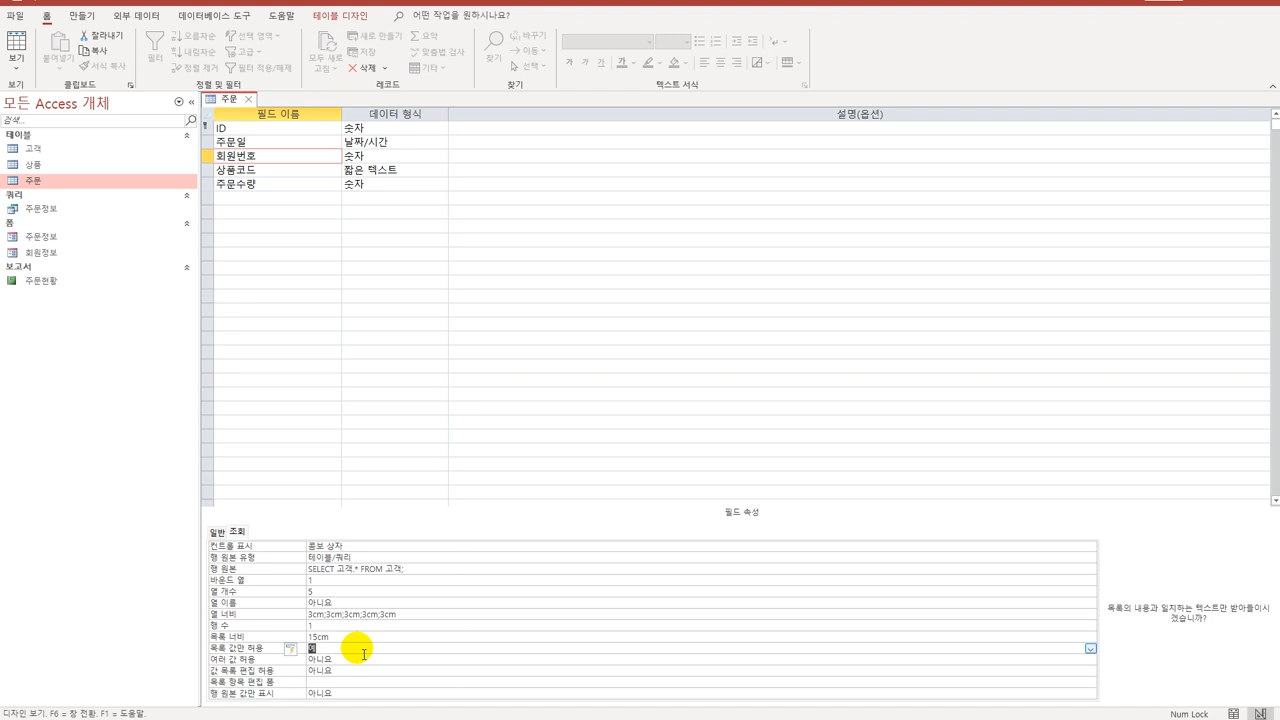 파일 홈 만들기 외부 데이터 데이터베이스 도구 도움말 테이블 디자인 어떤 작업을 원하시나요?
보기 붙여넣기 잘라내기 복사 서식 복사
필터 오름차순 내림차순 정렬 제거 선택 영역 고급 필터 적용/해제
모두 새로 고침 새로 만들기 저장 삭제 요약 맞춤법 검사 기타
찾기 바꾸기 이동 선택
가 가 가 가
보기 클립보드 정렬 및 필터 레코드 찾기 텍스트 서식
모든 Access 개체
검색...
테이블
고객
상품
주문
쿼리
주문정보
폼
주문정보
회원정보
보고서
주문현황
주문
필드 이름 데이터 형식 설명(옵션)
ID 숫자
주문일 날짜/시간
회원번호 숫자
상품코드 짧은 텍스트
주문수량 숫자
필드 속성
일반 조회
컨트롤 표시 콤보 상자
행 원본 유형 테이블/쿼리
행 원본 SELECT 고객.* FROM 고객;
바운드 열 1
열 개수 5
열 이름 아니요
열 너비 3cm;3cm;3cm;3cm;3cm
행 수 1
목록 너비 15cm
목록 값만 허용 예
여러 값 허용 아니요
값 목록 편집 허용 아니요
목록 항목 편집 폼
행 원본 값만 표시 아니요
목록의 내용과 일치하는 텍스트만 받아들이시
겠습니까?
디자인 보기. F6 = 창 전환. F1 = 도움말.
Num Lock